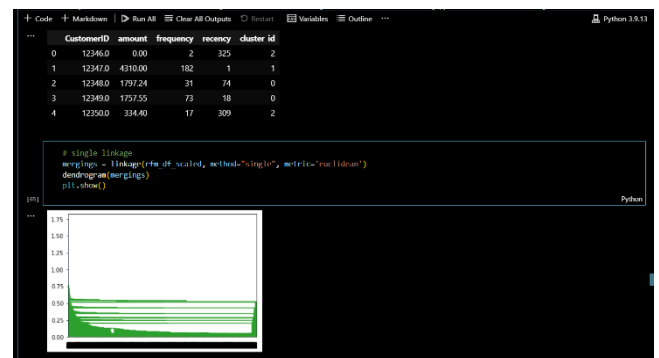 + Code + Markdown | Run All Clear All Outputs Restart Variables Outline ··· Python 3.9.13
CustomerID amount frequency recency cluster id
0 12346.0 0.00 2 325 2
1 12347.0 4310.00 182 1 1
2 12348.0 1797.24 31 74 0
3 12349.0 1757.55 73 18 0
4 12350.0 334.40 17 309 2
# single linkage
mergings = linkage(rfm_df_scaled, method="single", metric='euclidean')
dendrogram(mergings)
plt.show()
[65] Python
1.75
1.50
1.25
1.00
0.75
0.50
0.25
0.00